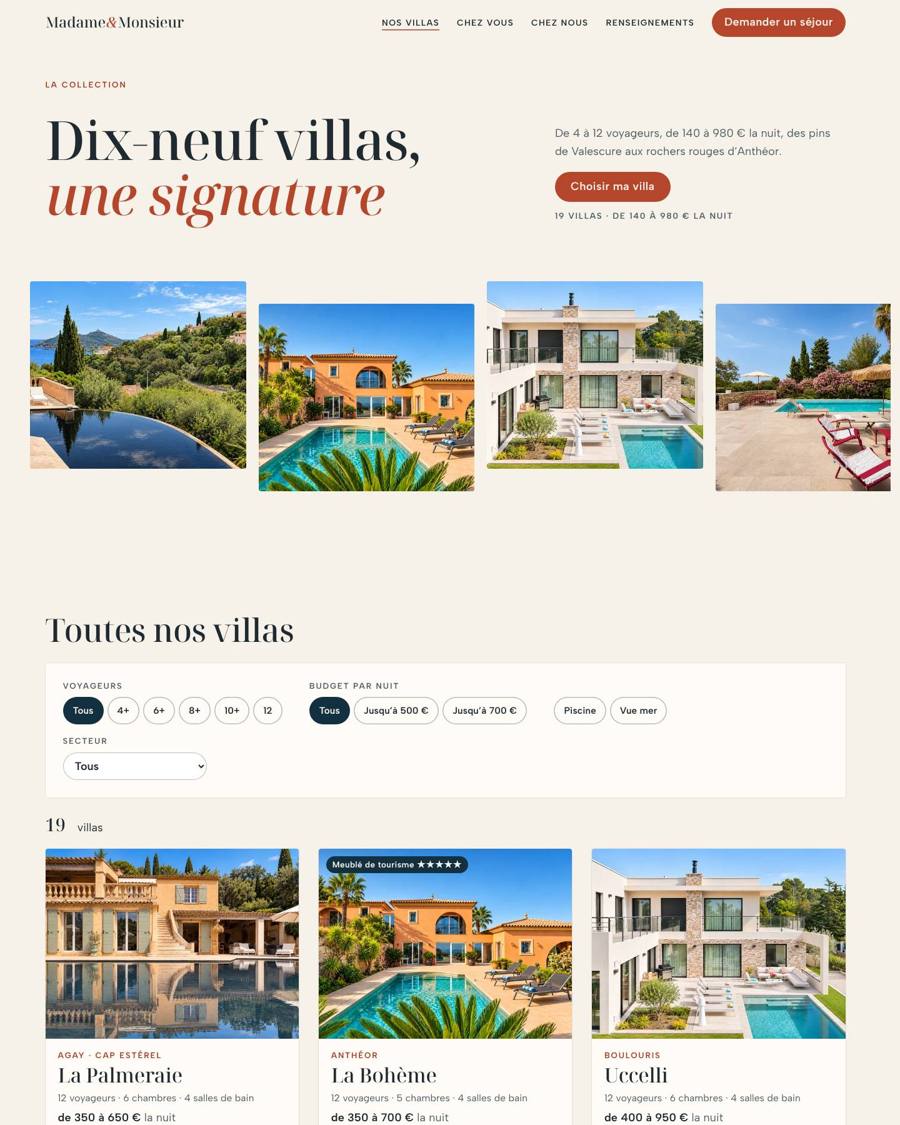 Madame&Monsieur
NOS VILLAS
CHEZ VOUS
CHEZ NOUS
RENSEIGNEMENTS
Demander un séjour
LA COLLECTION
Dix-neuf villas,
une signature
De 4 à 12 voyageurs, de 140 à 980 € la nuit, des pins
de Valescure aux rochers rouges d’Anthéor.
Choisir ma villa
19 VILLAS · DE 140 À 980 € LA NUIT
Toutes nos villas
VOYAGEURS
Tous
4+
6+
8+
10+
12
BUDGET PAR NUIT
Tous
Jusqu’à 500 €
Jusqu’à 700 €
Piscine
Vue mer
SECTEUR
Tous
19 villas
Meublé de tourisme ★★★★★
AGAY · CAP ESTÉREL
La Palmeraie
12 voyageurs · 6 chambres · 4 salles de bain
de 350 à 650 € la nuit
ANTHÉOR
La Bohème
12 voyageurs · 5 chambres · 4 salles de bain
de 350 à 700 € la nuit
BOULOURIS
Uccelli
12 voyageurs · 6 chambres · 4 salles de bain
de 400 à 950 € la nuit